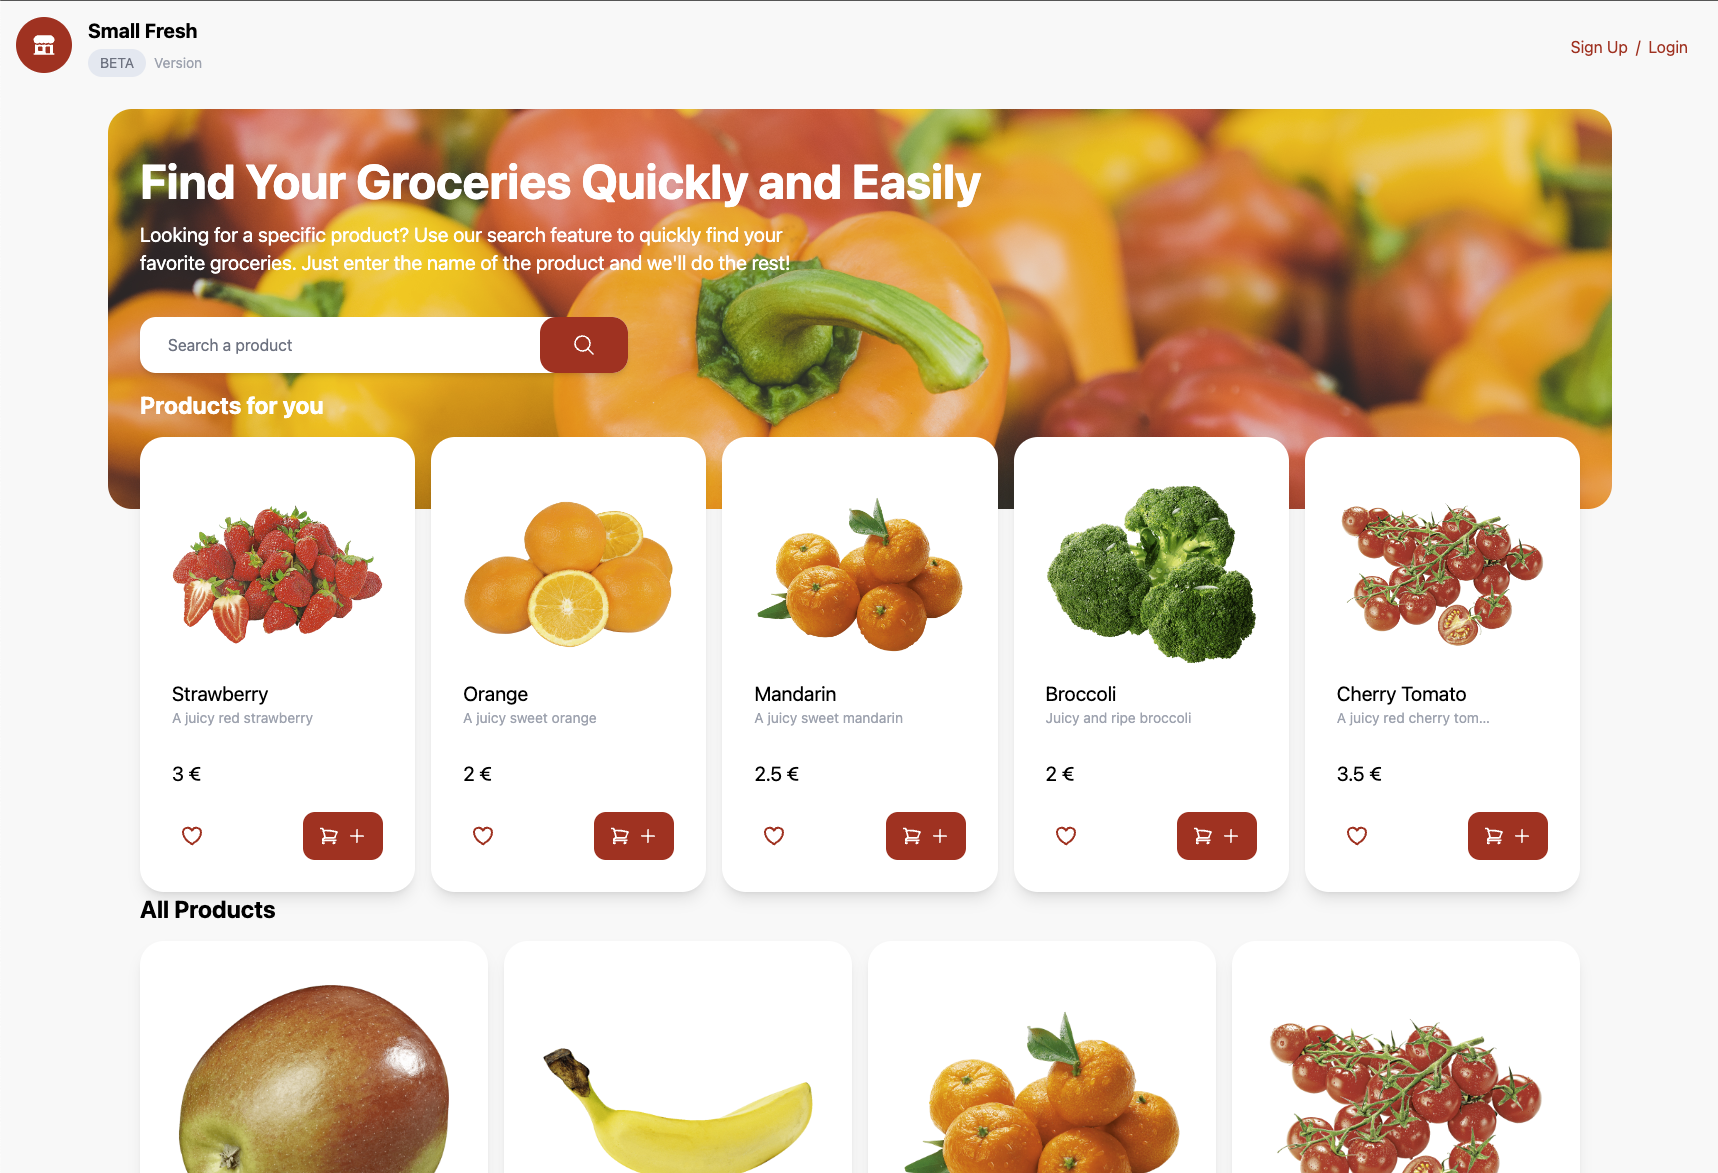 Small Fresh
BETA Version
Sign Up / Login
Find Your Groceries Quickly and Easily
Looking for a specific product? Use our search feature to quickly find your
favorite groceries. Just enter the name of the product and we'll do the rest!
Search a product
Products for you
Strawberry
A juicy red strawberry
3 €
Orange
A juicy sweet orange
2 €
Mandarin
A juicy sweet mandarin
2.5 €
Broccoli
Juicy and ripe broccoli
2 €
Cherry Tomato
A juicy red cherry tom...
3.5 €
All Products